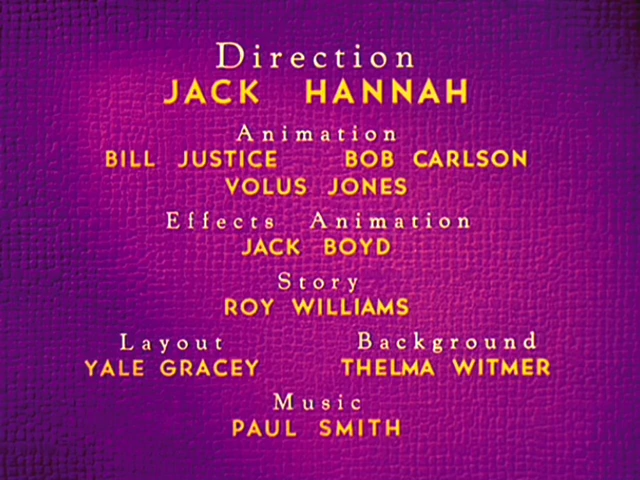 Direction
JACK HANNAH
Animation
BILL JUSTICE BOB CARLSON
VOLUS JONES
Effects Animation
JACK BOYD
Story
ROY WILLIAMS
Layout Background
YALE GRACEY THELMA WITMER
Music
PAUL SMITH